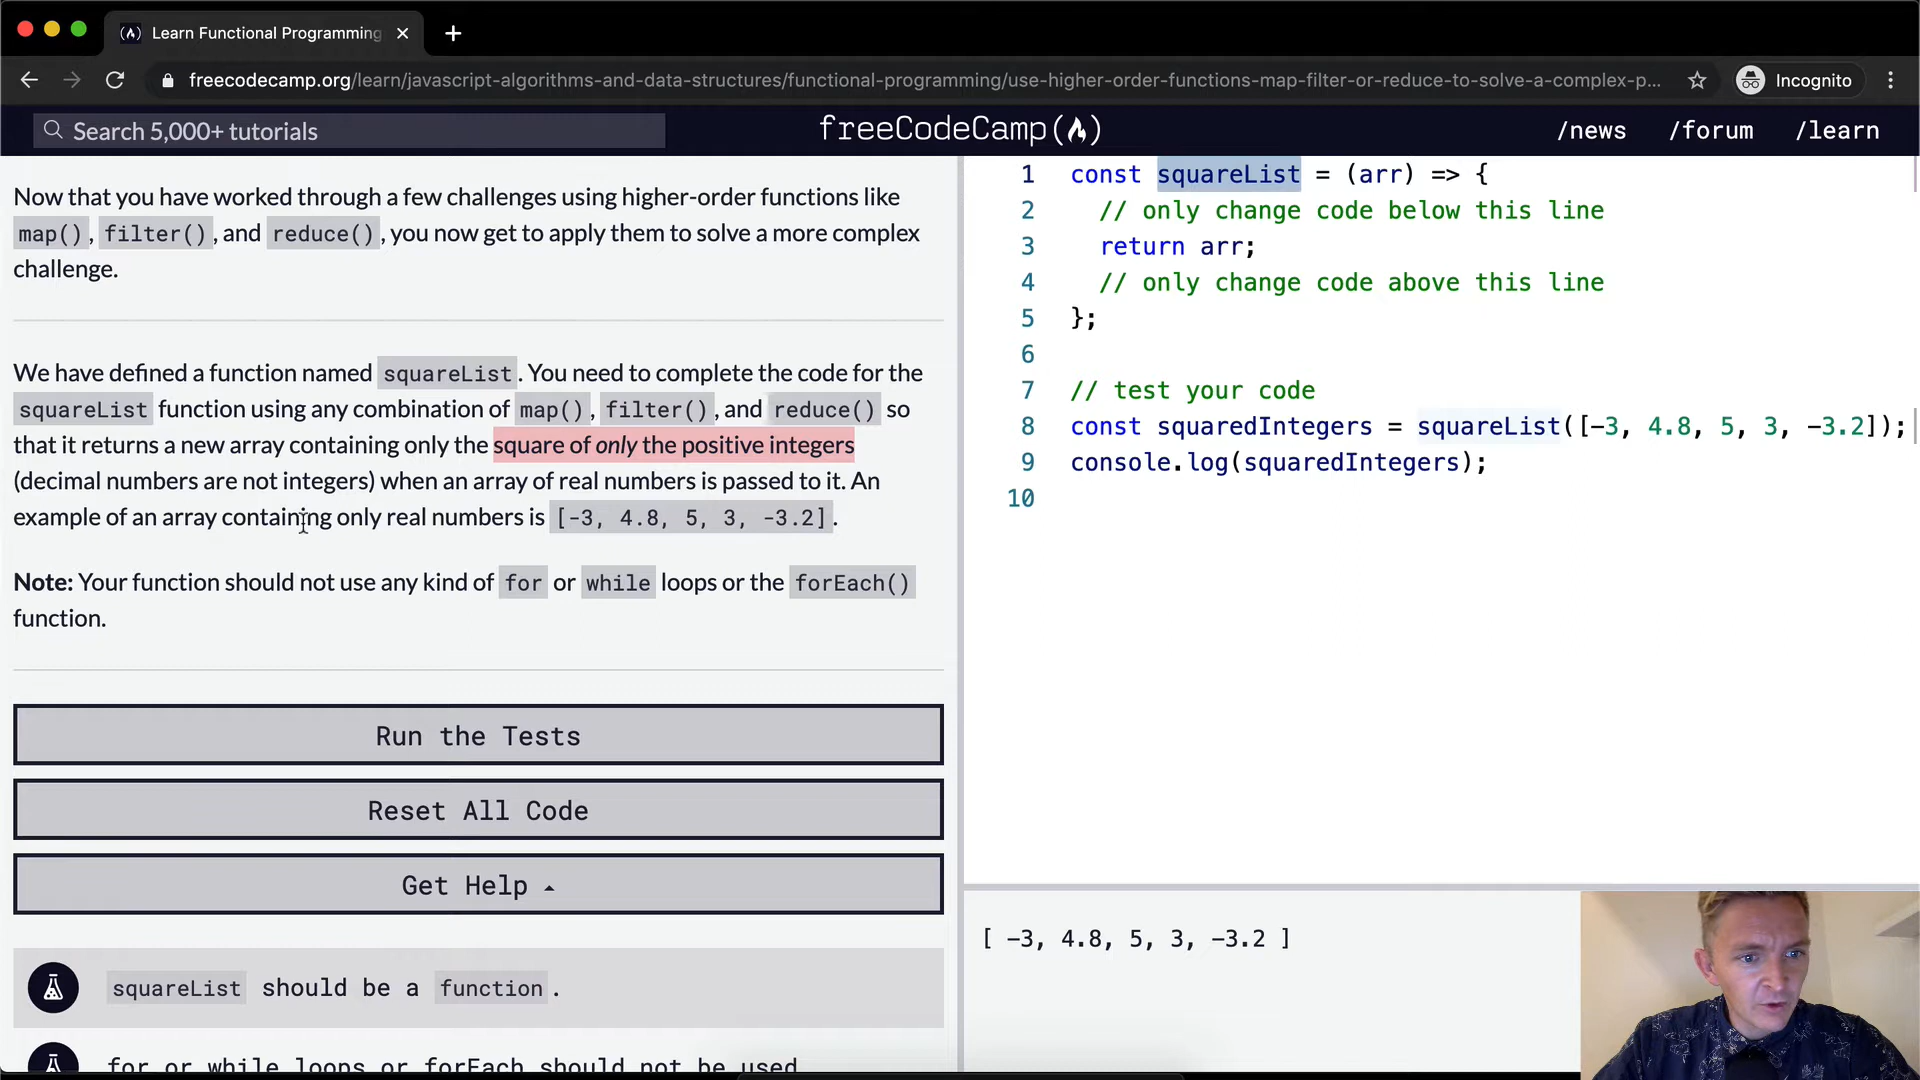 Learn Functional Programming
freecodecamp.org/learn/javascript-algorithms-and-data-structures/functional-programming/use-higher-order-functions-map-filter-or-reduce-to-solve-a-complex-p...
Incognito
Search 5,000+ tutorials
freeCodeCamp
/news /forum /learn
Now that you have worked through a few challenges using higher-order functions like
map(), filter(), and reduce(), you now get to apply them to solve a more complex
challenge.
We have defined a function named squareList. You need to complete the code for the
squareList function using any combination of map(), filter(), and reduce() so
that it returns a new array containing only the square of only the positive integers
(decimal numbers are not integers) when an array of real numbers is passed to it. An
example of an array containing only real numbers is [-3, 4.8, 5, 3, -3.2].
Note: Your function should not use any kind of for or while loops or the forEach()
function.
Run the Tests
Reset All Code
Get Help
squareList should be a function.
for or while loops or forEach should not be used
1 const squareList = (arr) => {
2 // only change code below this line
3 return arr;
4 // only change code above this line
5 };
6
7 // test your code
8 const squaredIntegers = squareList([-3, 4.8, 5, 3, -3.2]);
9 console.log(squaredIntegers);
10
[ -3, 4.8, 5, 3, -3.2 ]